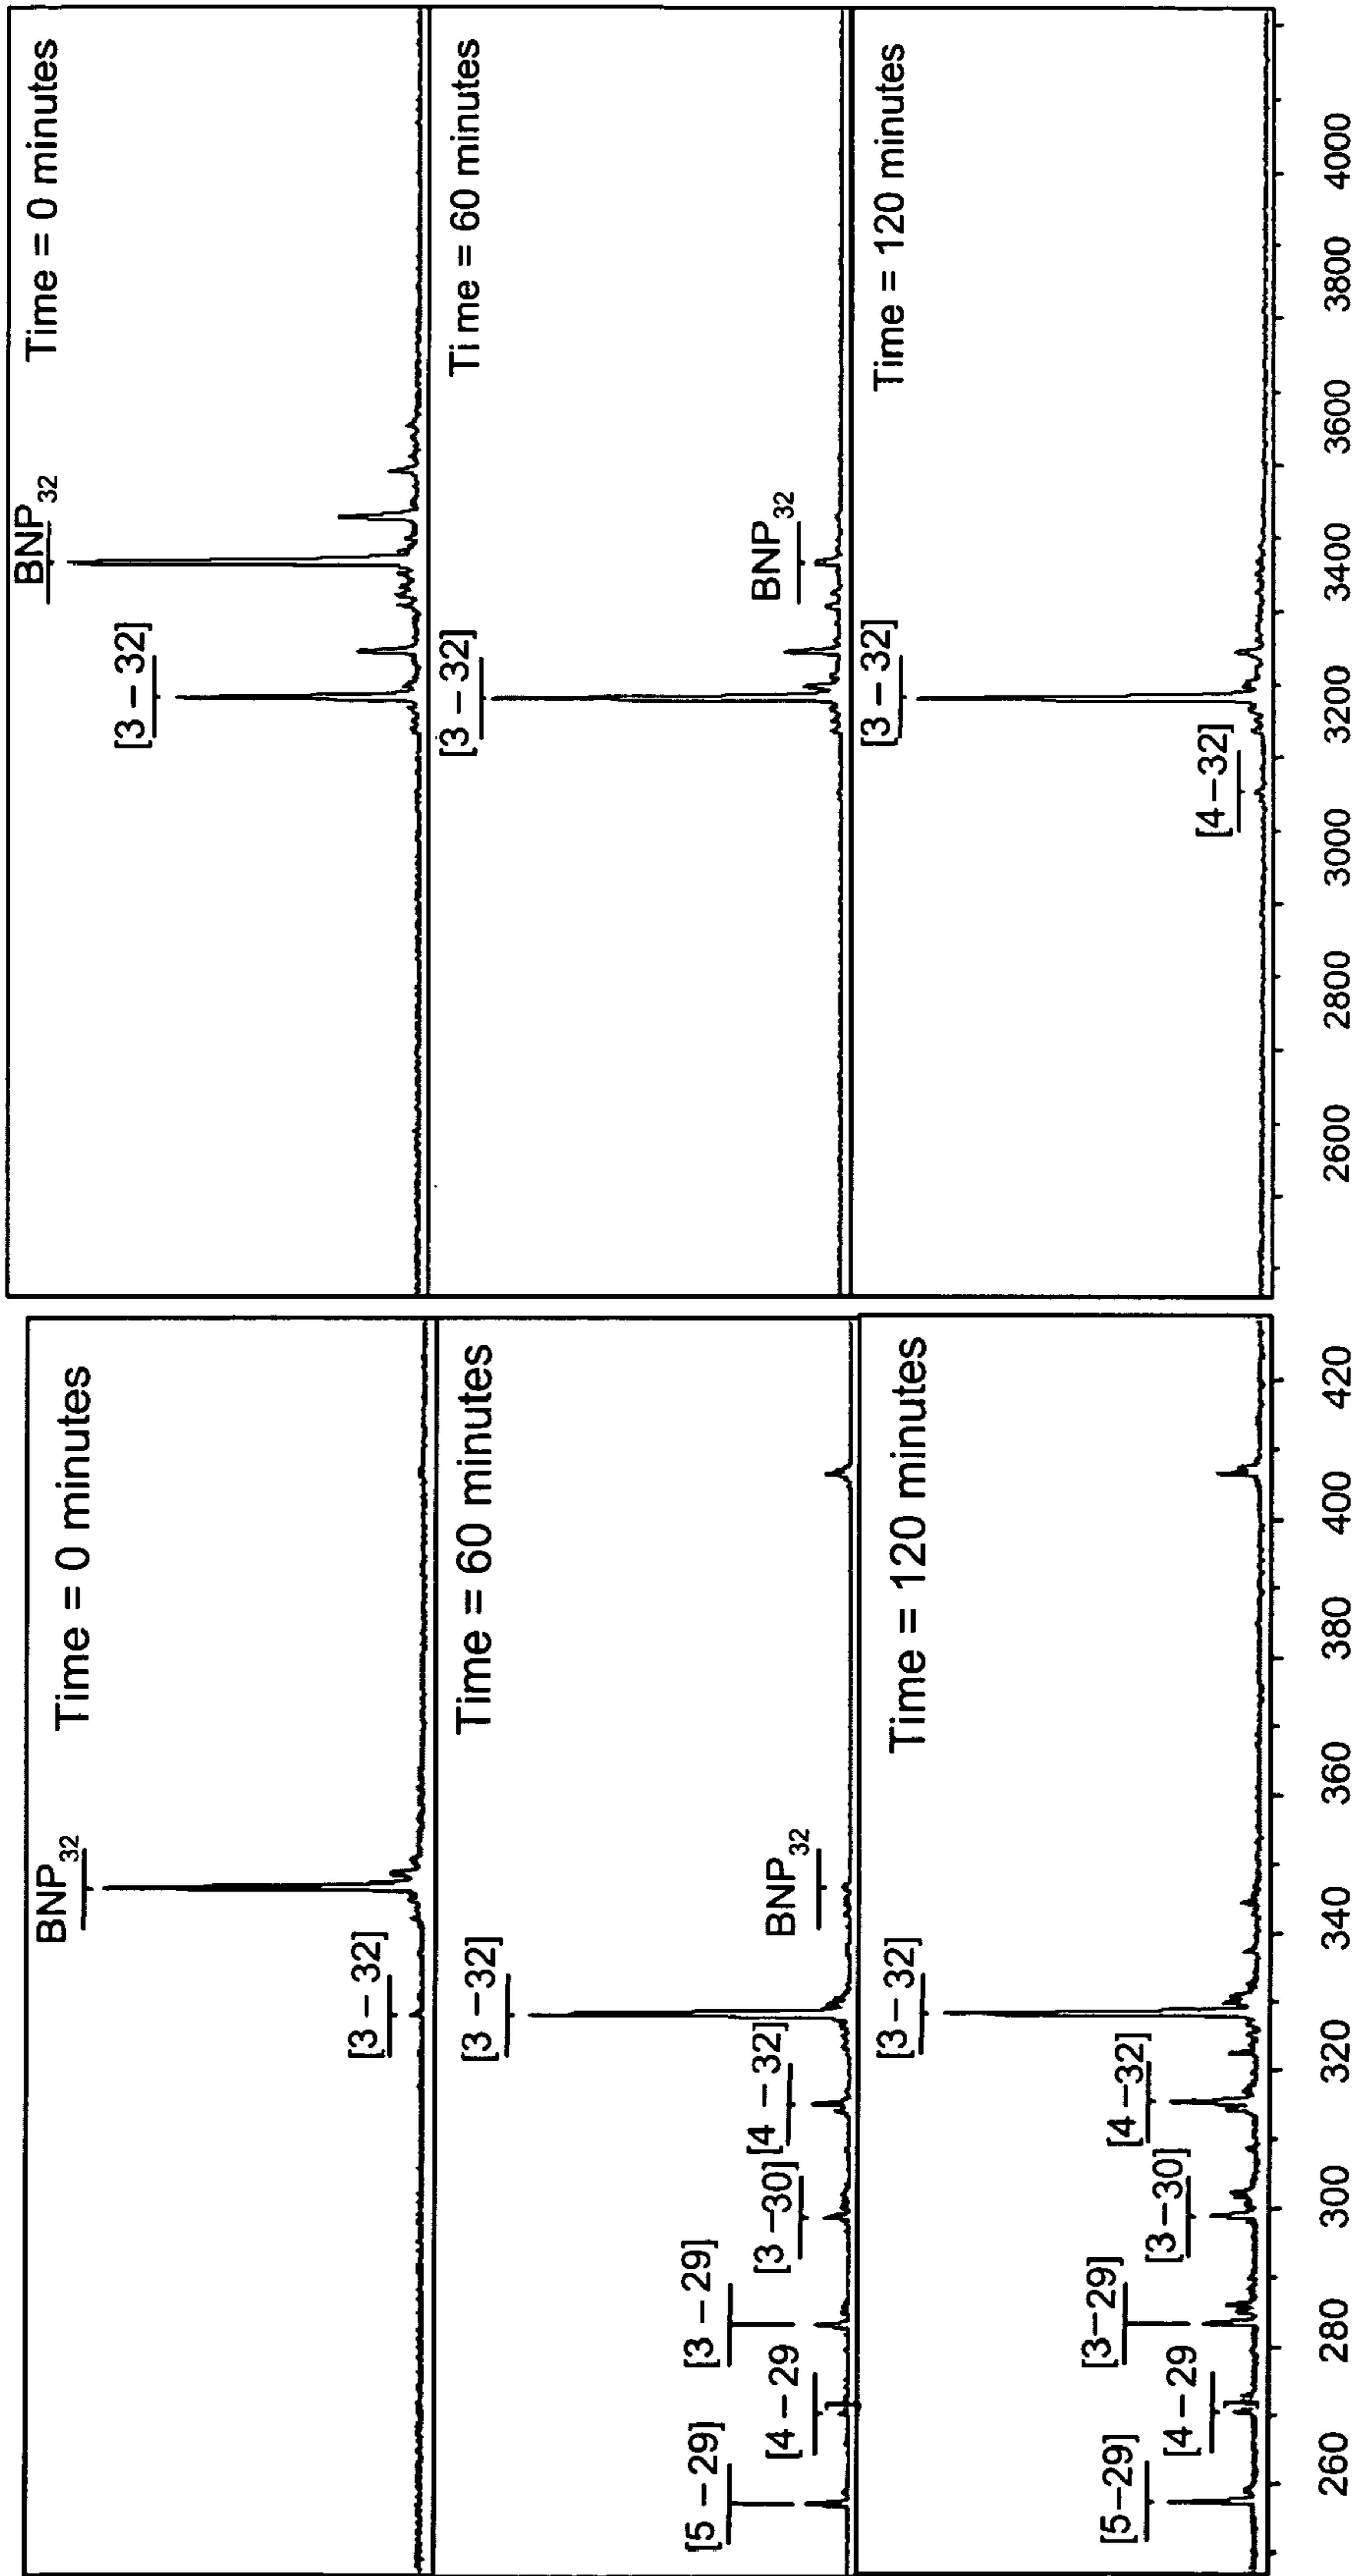 Time = 0 minutes
BNP32
[3 – 32]
Time = 60 minutes
BNP32
[3 –32]
[4 – 32]
[3 –30]
[3 – 29]
[4 – 29
[5 – 29]
Time = 120 minutes
[3–32]
[4 –32]
[3–30]
[3–29]
[4 – 29
[5–29]
260 280 300 320 340 360 380 400 420
Time = 0 minutes
BNP32
[3 – 32]
Ti me = 60 minutes
[3 – 32]
BNP32
Time = 120 minutes
[3 – 32]
[4 –32]
2600 2800 3000 3200 3400 3600 3800 4000